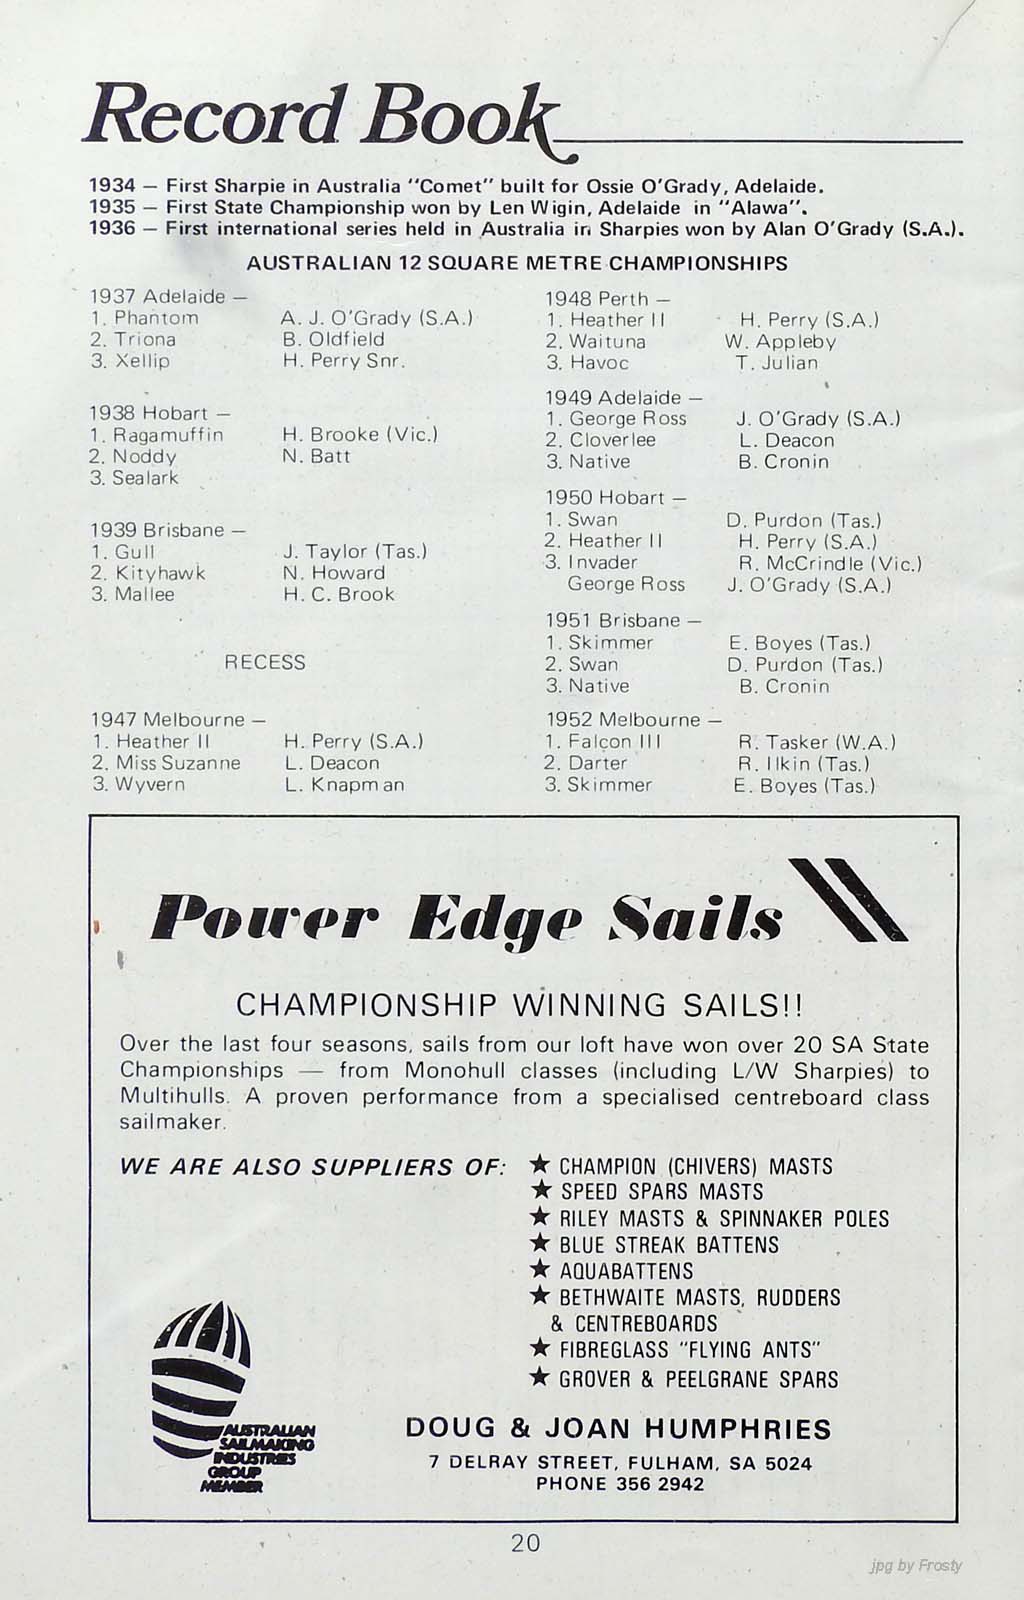 Record Book
1934 — First Sharpie in Australia "Comet" built for Ossie O'Grady, Adelaide.
1935 — First State Championship won by Len Wigin, Adelaide in "Alawa".
1936 — First international series held in Australia in Sharpies won by Alan O'Grady (S.A.).
AUSTRALIAN 12 SQUARE METRE CHAMPIONSHIPS
1937 Adelaide —
1. Phantom A. J. O'Grady (S.A.)
2. Triona B. Oldfield
3. Xellip H. Perry Snr.
1938 Hobart —
1. Ragamuffin H. Brooke (Vic.)
2. Noddy N. Batt
3. Sealark
1939 Brisbane —
1. Gull J. Taylor (Tas.)
2. Kityhawk N. Howard
3. Mallee H. C. Brook
RECESS
1947 Melbourne —
1. Heather II H. Perry (S.A.)
2. Miss Suzanne L. Deacon
3. Wyvern L. Knapman
1948 Perth —
1. Heather II H. Perry (S.A.)
2. Waituna W. Appleby
3. Havoc T. Julian
1949 Adelaide —
1. George Ross J. O'Grady (S.A.)
2. Cloverlee L. Deacon
3. Native B. Cronin
1950 Hobart —
1. Swan D. Purdon (Tas.)
2. Heather II H. Perry (S.A.)
3. Invader R. McCrindle (Vic.)
George Ross J. O'Grady (S.A.)
1951 Brisbane —
1. Skimmer E. Boyes (Tas.)
2. Swan D. Purdon (Tas.)
3. Native B. Cronin
1952 Melbourne —
1. Falcon III R. Tasker (W.A.)
2. Darter R. Ilkin (Tas.)
3. Skimmer E. Boyes (Tas.)
Power Edge Sails
CHAMPIONSHIP WINNING SAILS!!
Over the last four seasons, sails from our loft have won over 20 SA State
Championships — from Monohull classes (including L/W Sharpies) to
Multihulls. A proven performance from a specialised centreboard class
sailmaker.
WE ARE ALSO SUPPLIERS OF:
★ CHAMPION (CHIVERS) MASTS
★ SPEED SPARS MASTS
★ RILEY MASTS & SPINNAKER POLES
★ BLUE STREAK BATTENS
★ AQUABATTENS
★ BETHWAITE MASTS, RUDDERS
& CENTREBOARDS
★ FIBREGLASS "FLYING ANTS"
★ GROVER & PEELGRANE SPARS
AUSTRALIAN
SAILMAKING
INDUSTRIES
GROUP
MEMBER
DOUG & JOAN HUMPHRIES
7 DELRAY STREET, FULHAM, SA 5024
PHONE 356 2942
20
jpg by Frosty